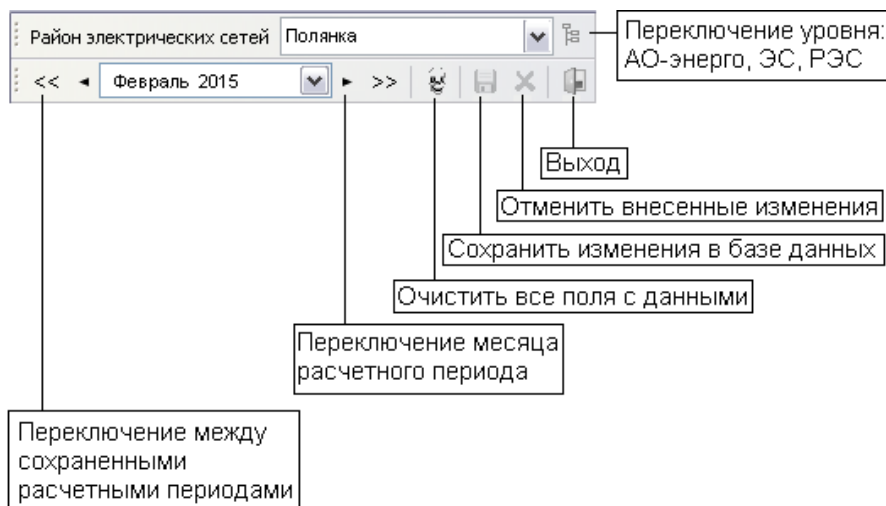 Район электрических сетей Полянка
Переключение уровня:
АО-энерго, ЭС, РЭС
<< Февраль 2015 >>
Выход
Отменить внесенные изменения
Сохранить изменения в базе данных
Очистить все поля с данными
Переключение месяца
расчетного периода
Переключение между
сохраненными
расчетными периодами